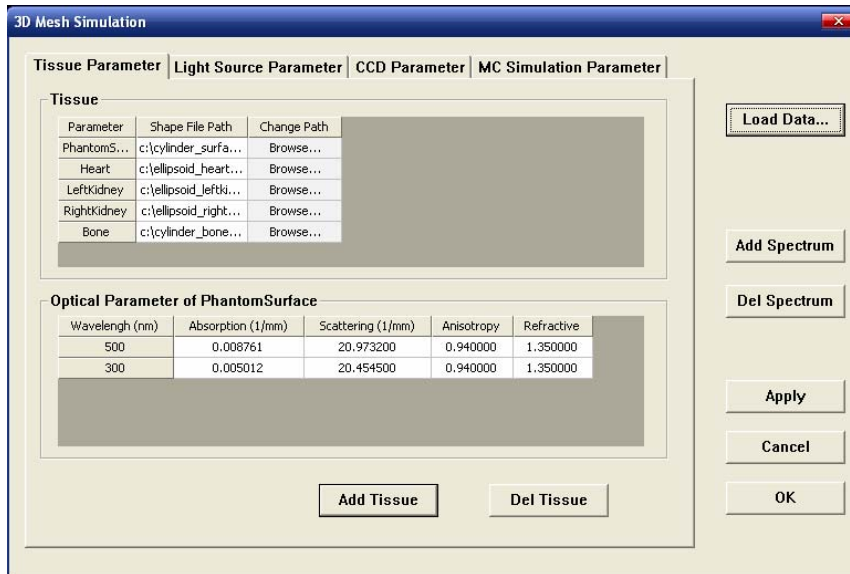 3D Mesh Simulation
Tissue Parameter Light Source Parameter CCD Parameter MC Simulation Parameter
Tissue
Parameter Shape File Path Change Path
PhantomS... c:\cylinder_surfa... Browse...
Heart c:\ellipsoid_heart... Browse...
LeftKidney c:\ellipsoid_leftki... Browse...
RightKidney c:\ellipsoid_right... Browse...
Bone c:\cylinder_bone... Browse...
Optical Parameter of PhantomSurface
Wavelengh (nm) Absorption (1/mm) Scattering (1/mm) Anisotropy Refractive
500 0.008761 20.973200 0.940000 1.350000
300 0.005012 20.454500 0.940000 1.350000
Add Tissue Del Tissue
Load Data...
Add Spectrum
Del Spectrum
Apply
Cancel
OK